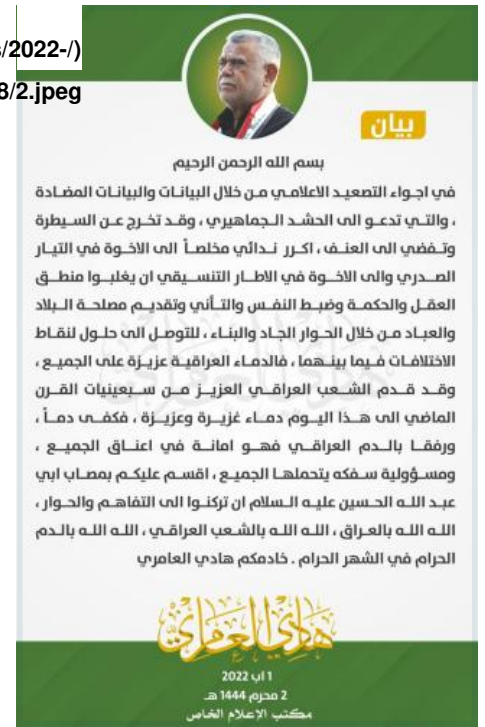 s/2022-/)
8/2.jpeg
بيان
بسم الله الرحمن الرحيم
في اجواء التصعيد الاعلامي من خلال البيانات والبيانات المضادة
، والتي تدعو الى الحشد الجماهيري ، وقد تخرج عن السيطرة
وتفضي الى العنف ، اكرر ندائي مخلصاً الى الاخوة في التيار
الصدري والى الاخوة في الاطار التنسيقي ان يغلبوا منطق
العقل والحكمة وضبط النفس والتأني وتقديم مصلحة البلاد
والعباد من خلال الحوار الجاد والبناء ، للتوصل الى حلول لنقاط
الاختلافات فيما بينهما ، فالدماء العراقية عزيزة على الجميع ،
وقد قدم الشعب العراقي العزيز من سبعينيات القرن
الماضي الى هذا اليوم دماء غزيرة وعزيزة ، فكفى دماً ،
ورفقا بالدم العراقي فهو امانة في اعناق الجميع ،
ومسؤولية سفكه يتحملها الجميع ، اقسم عليكم بمصاب ابي
عبد الله الحسين عليه السلام ان تركنوا الى التفاهم والحوار ،
الله الله بالعراق ، الله الله بالشعب العراقي ، الله الله بالدم
الحرام في الشهر الحرام . خادمكم هادي العامري
هادي العامري
1 اب 2022
2 محرم 1444 هـ
مكتب الإعلام الخاص